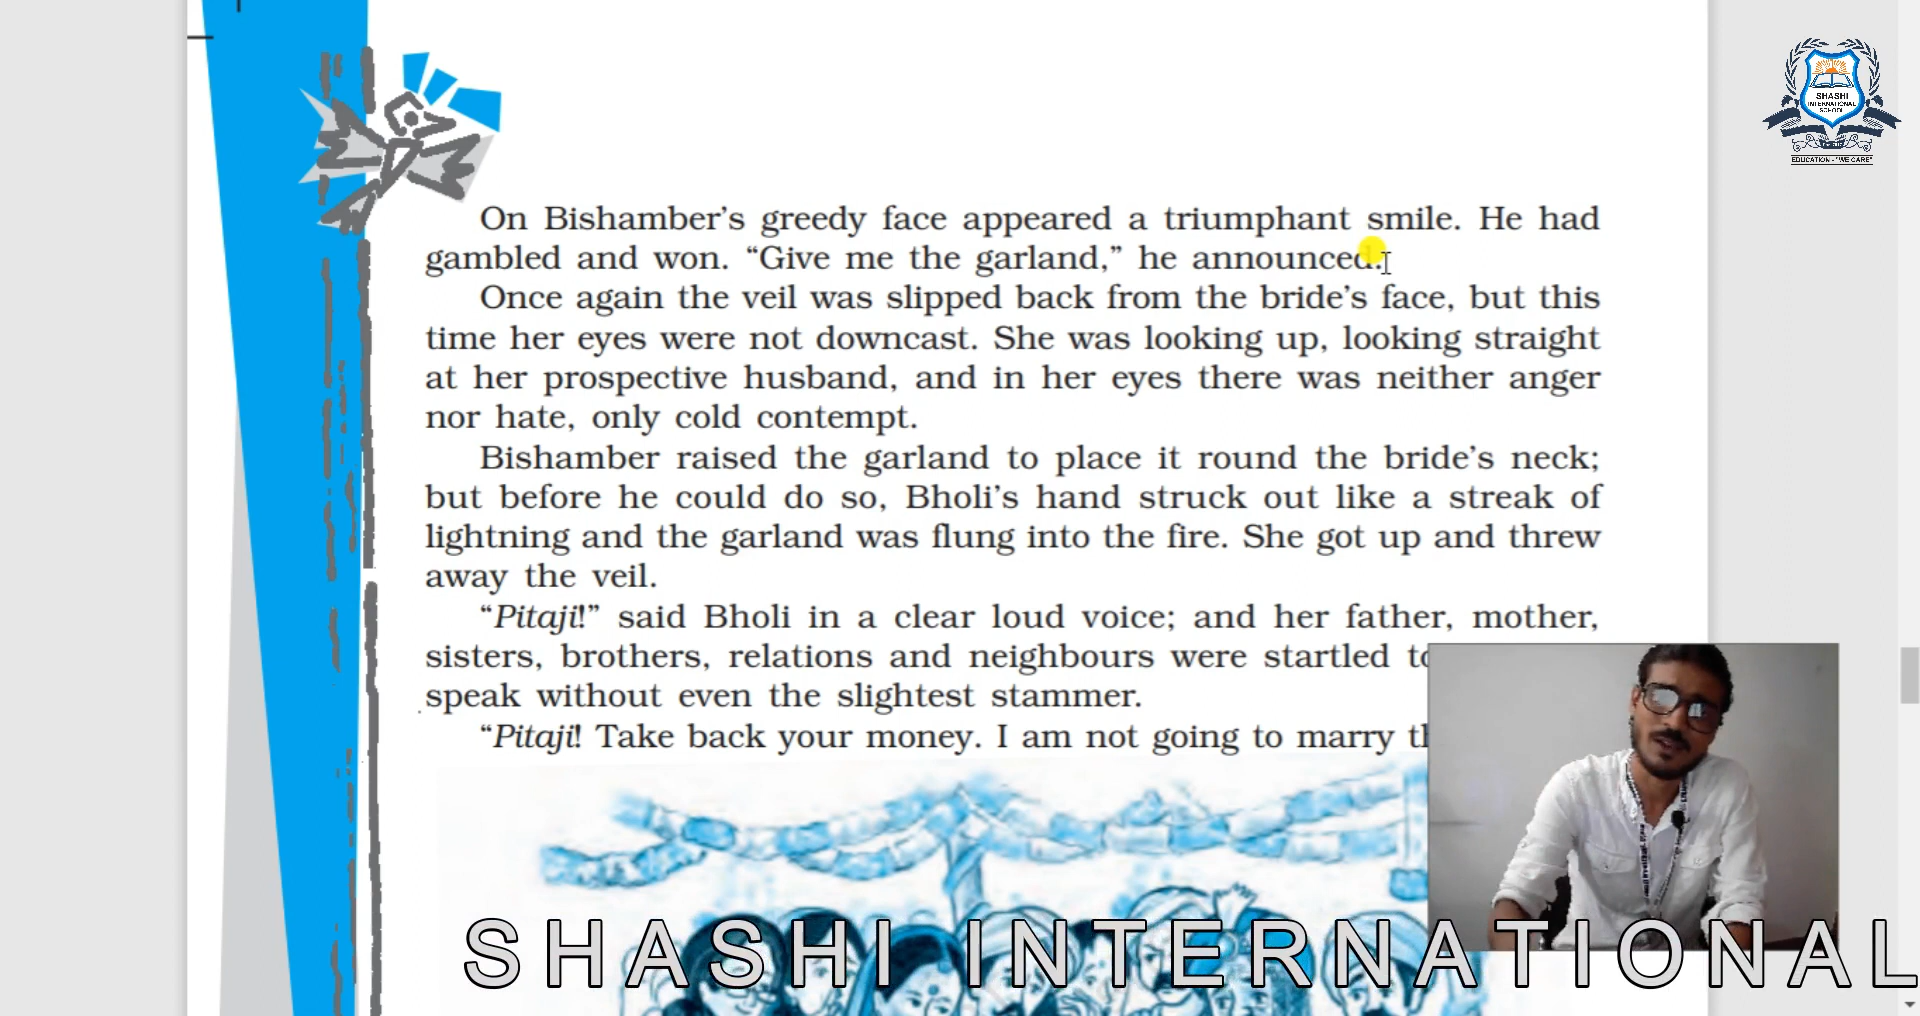 SHASHI
INTERNATIONAL
SCHOOL
EDUCATION - "WE CARE"
On Bishamber's greedy face appeared a triumphant smile. He had
gambled and won. “Give me the garland,” he announced.
Once again the veil was slipped back from the bride's face, but this
time her eyes were not downcast. She was looking up, looking straight
at her prospective husband, and in her eyes there was neither anger
nor hate, only cold contempt.
Bishamber raised the garland to place it round the bride's neck;
but before he could do so, Bholi's hand struck out like a streak of
lightning and the garland was flung into the fire. She got up and threw
away the veil.
“Pitaji!” said Bholi in a clear loud voice; and her father, mother,
sisters, brothers, relations and neighbours were startled to
speak without even the slightest stammer.
“Pitaji! Take back your money. I am not going to marry
SHASHI INTERNATIONAL